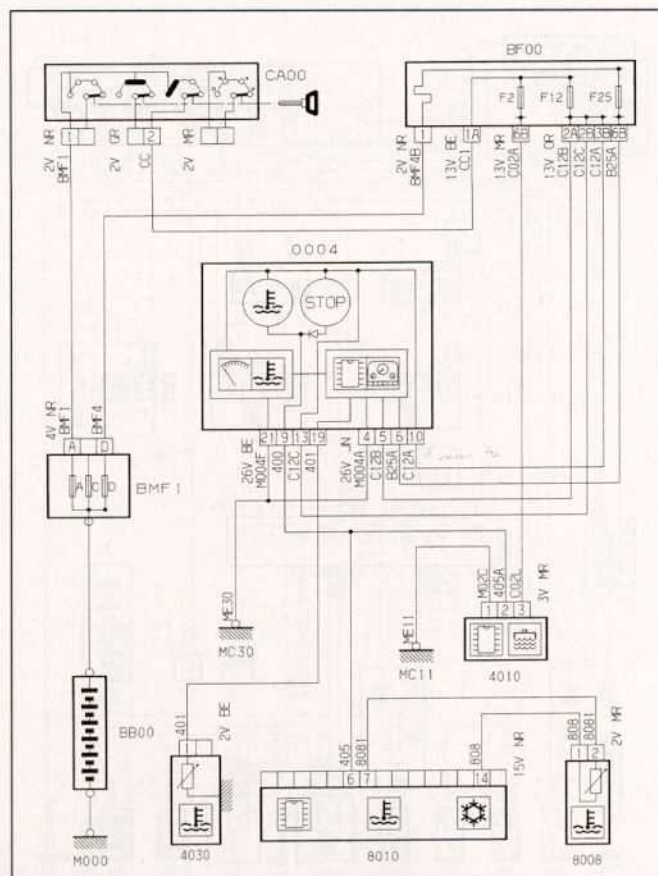 BF00
CA00
F2 F12 F25
1 2
1 1A 6B 2A 2B 3B 6B
2V NR
BMF1
2V GR
CC
2V MR
2V NR
BMF4B
13V BE
CC1
13V MR
C02A
13V OR
C12B
C12C
C12A
B25A
0004
STOP
21 9 13 19 4 5 6 10
26V BE
M004F
400
C12C
401
26V JN
M004A
C12B
B25A
C12A
4V NR
BMF1
BMF4
A D
A C D
BMF1
ME30
MC30
ME11
MC11
M02C
405A
C02L
3V MR
1 2 3
4010
BB00
M000
401
2V BE
1
4030
405
8081
808
15V NR
6 7 14
8010
808
8081
2V MR
1 2
8008